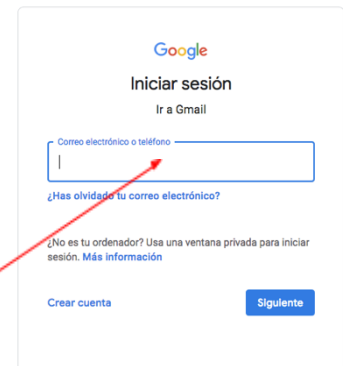 Google
Iniciar sesión
Ir a Gmail
Correo electrónico o teléfono
¿Has olvidado tu correo electrónico?
¿No es tu ordenador? Usa una ventana privada para iniciar
sesión. Más información
Crear cuenta
Siguiente